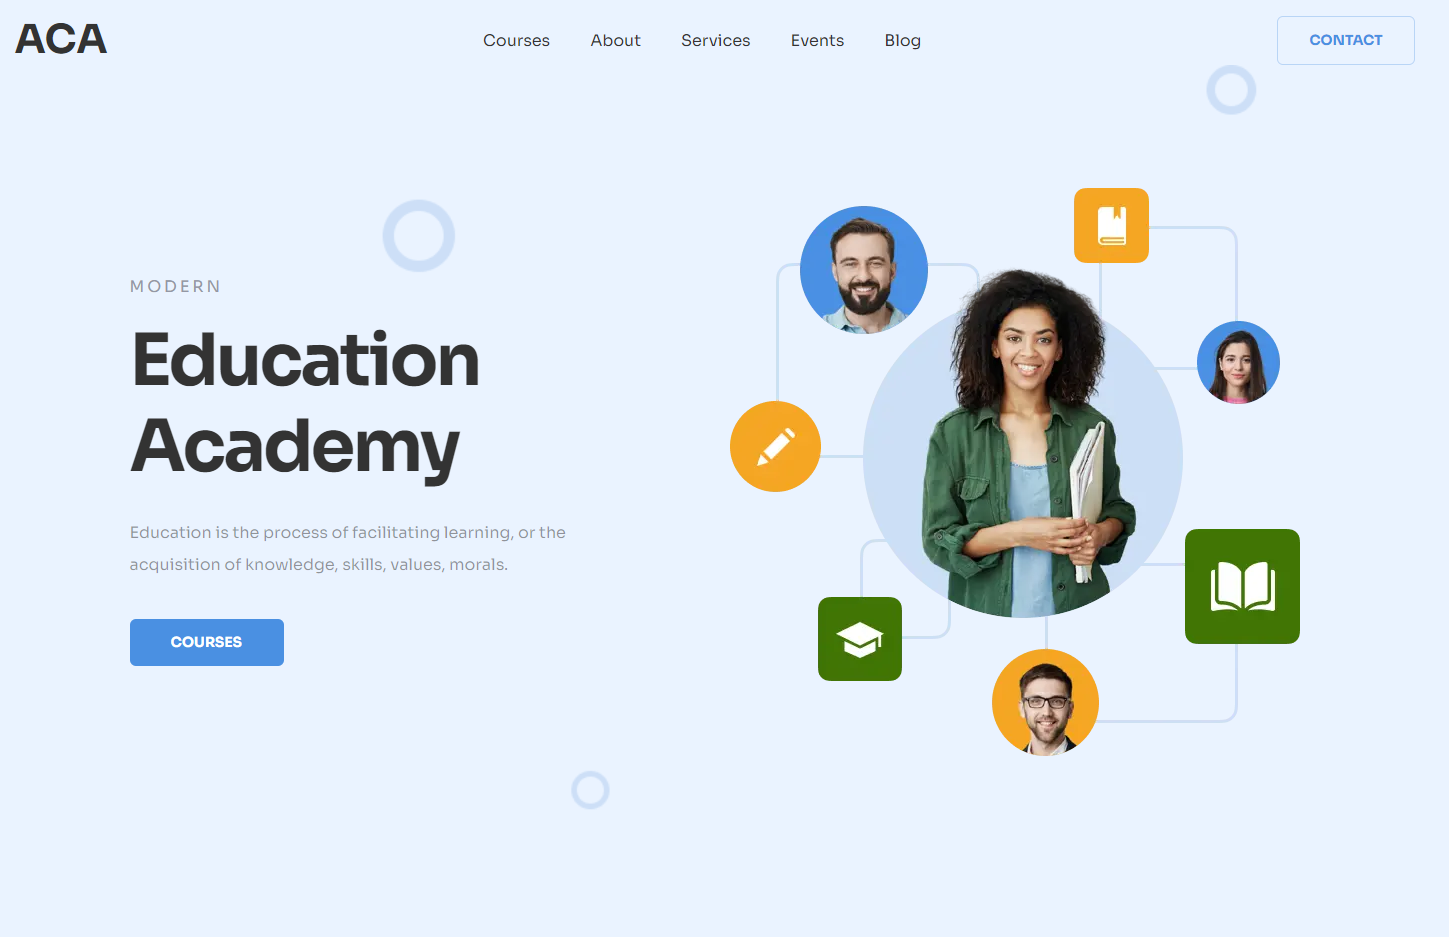 ACA
Courses
About
Services
Events
Blog
CONTACT
MODERN
Education
Academy
Education is the process of facilitating learning, or the
acquisition of knowledge, skills, values, morals.
COURSES